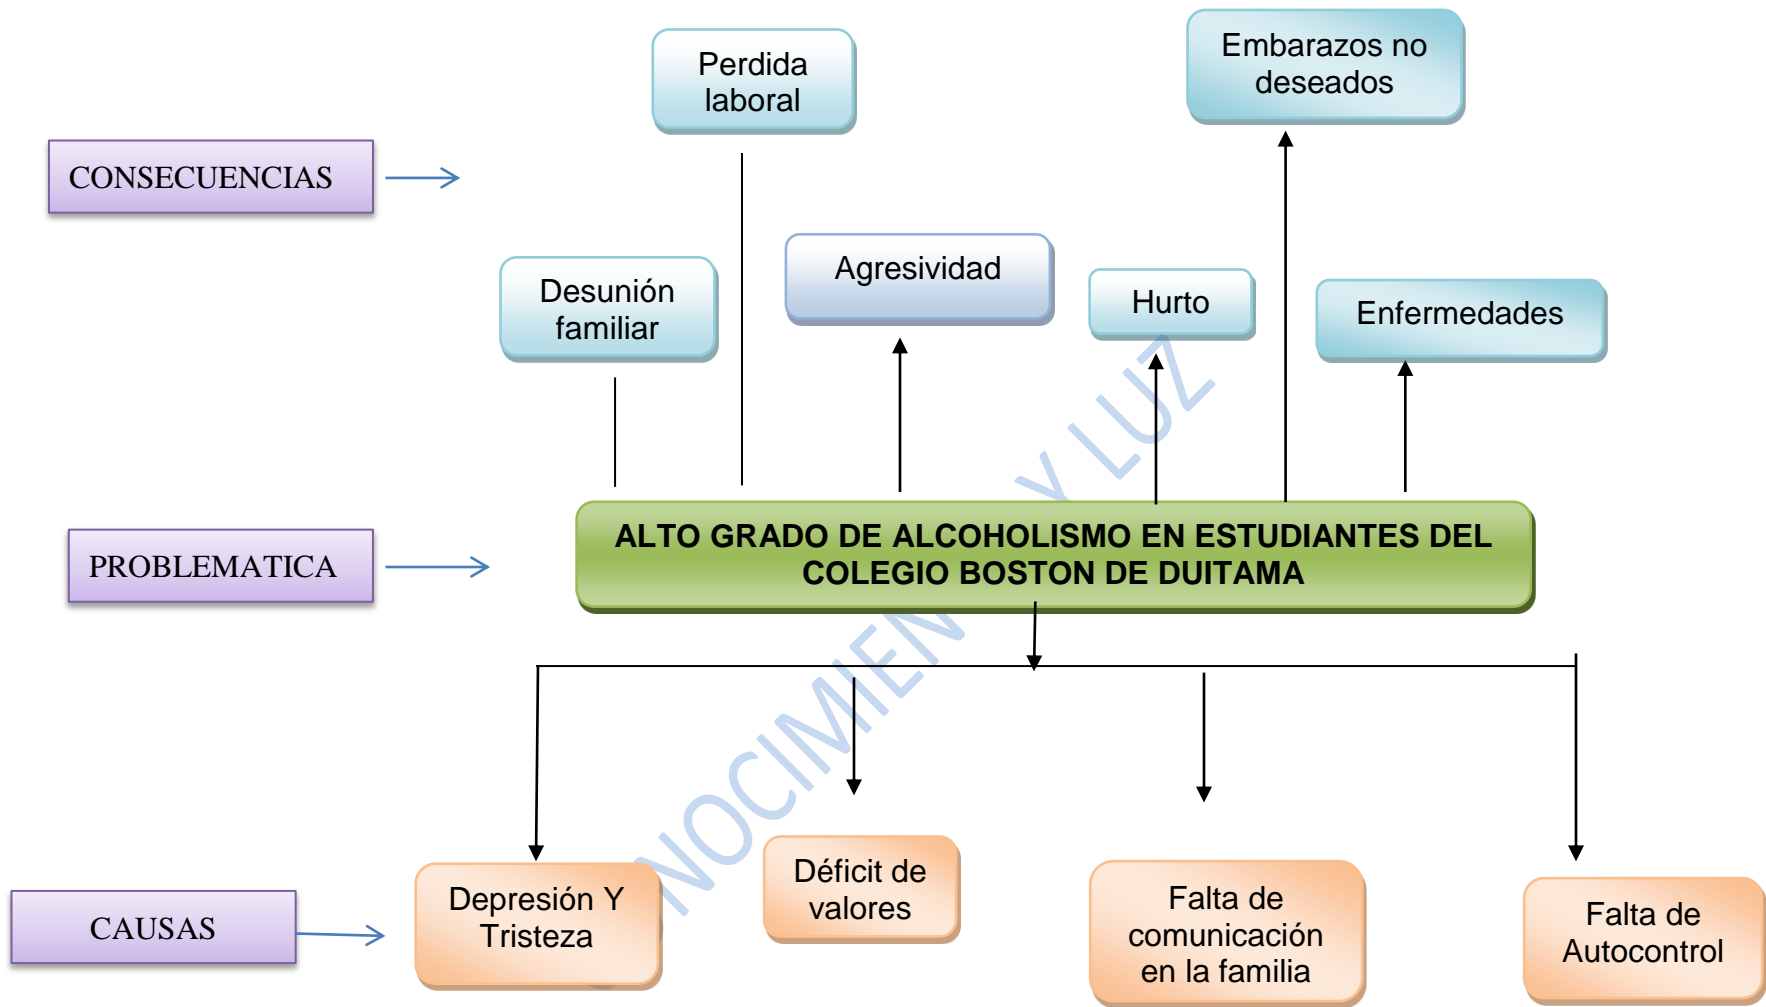 Perdida
laboral
Embarazos no
deseados
CONSECUENCIAS
Desunión
familiar
Agresividad
Hurto
Enfermedades
PROBLEMATICA
ALTO GRADO DE ALCOHOLISMO EN ESTUDIANTES DEL
COLEGIO BOSTON DE DUITAMA
CAUSAS
Depresión Y
Tristeza
Déficit de
valores
Falta de
comunicación
en la familia
Falta de
Autocontrol
Y LUZ